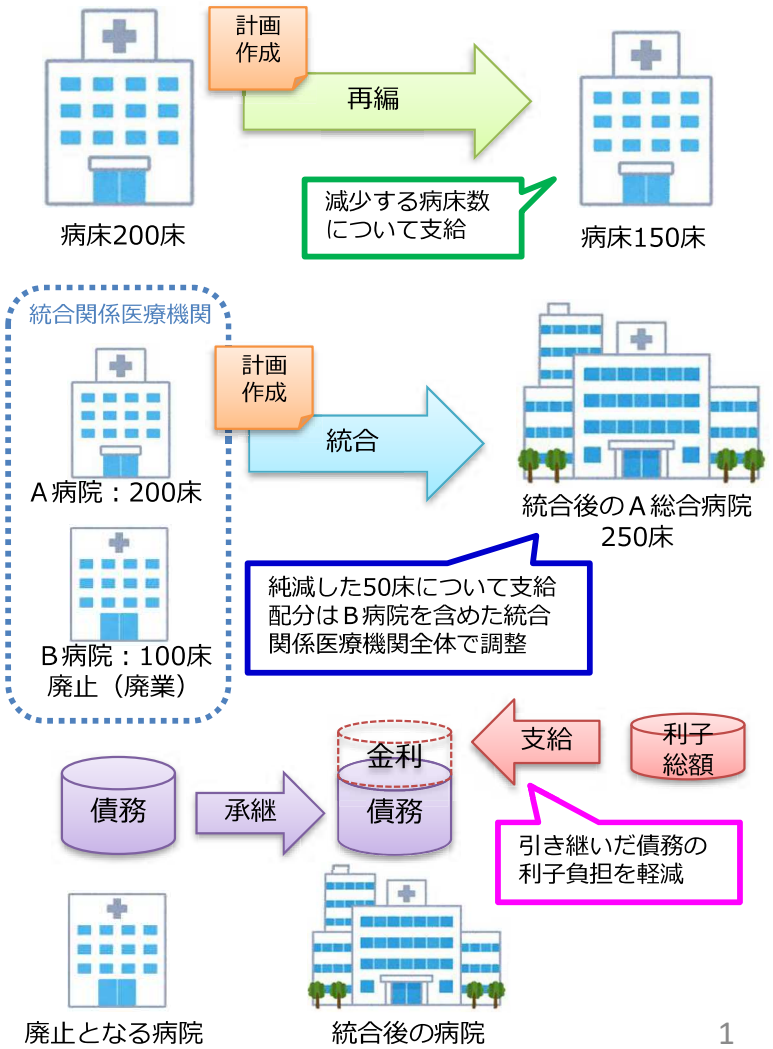 計画
作成
再編
減少する病床数
について支給
病床200床
病床150床
統合関係医療機関
計画
作成
統合
A病院：200床
統合後のA総合病院
250床
純減した50床について支給
配分はB病院を含めた統合
関係医療機関全体で調整
B病院：100床
廃止（廃業）
債務
承継
金利
債務
支給
利子
総額
引き継いだ債務の
利子負担を軽減
廃止となる病院
統合後の病院
1